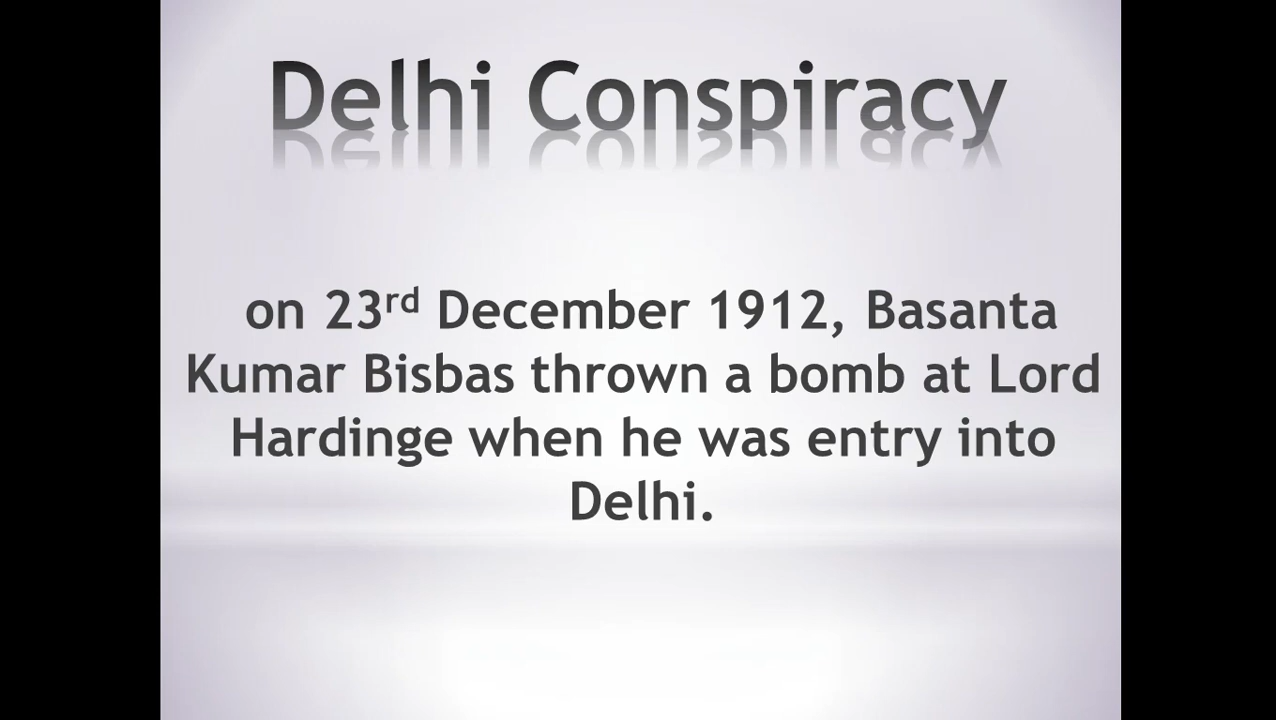 Delhi Conspiracy
on 23rd December 1912, Basanta
Kumar Bisbas thrown a bomb at Lord
Hardinge when he was entry into
Delhi.